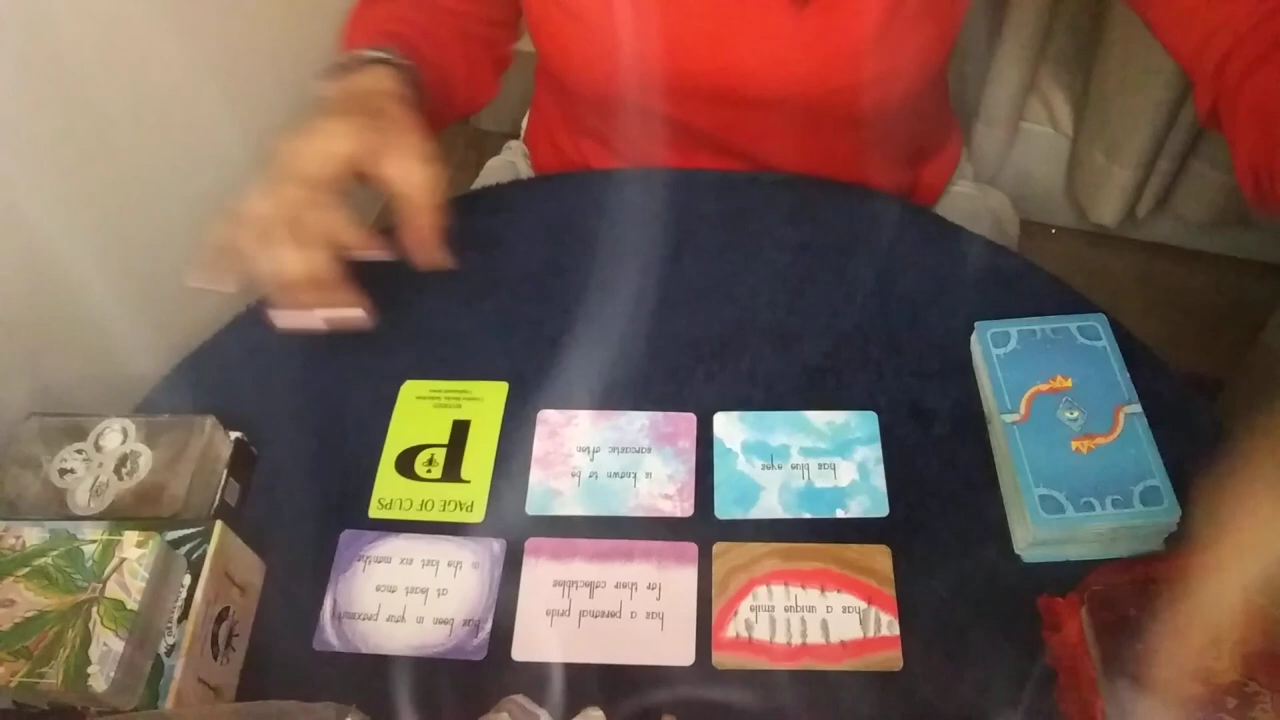 PAGE OF CUPS
P
REVERSED
is known to be
sarcastic often
has blue eyes
has been in your proximity
at least once
the last six months
has a personal pride
for their collectibles
has a unique smile